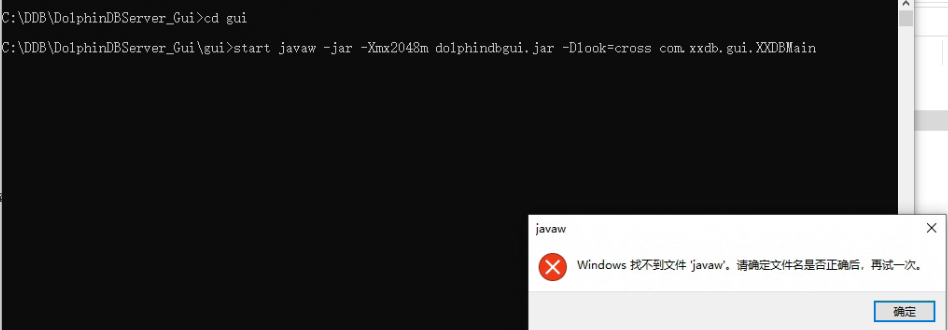 C:\DDB\DolphinDBServer_Gui>cd gui
C:\DDB\DolphinDBServer_Gui\gui>start javaw -jar -Xmx2048m dolphindbgui.jar -Dlook=cross com.xxdb.gui.XXDBMain
javaw
Windows 找不到文件 'javaw'。请确定文件名是否正确后，再试一次。
确定